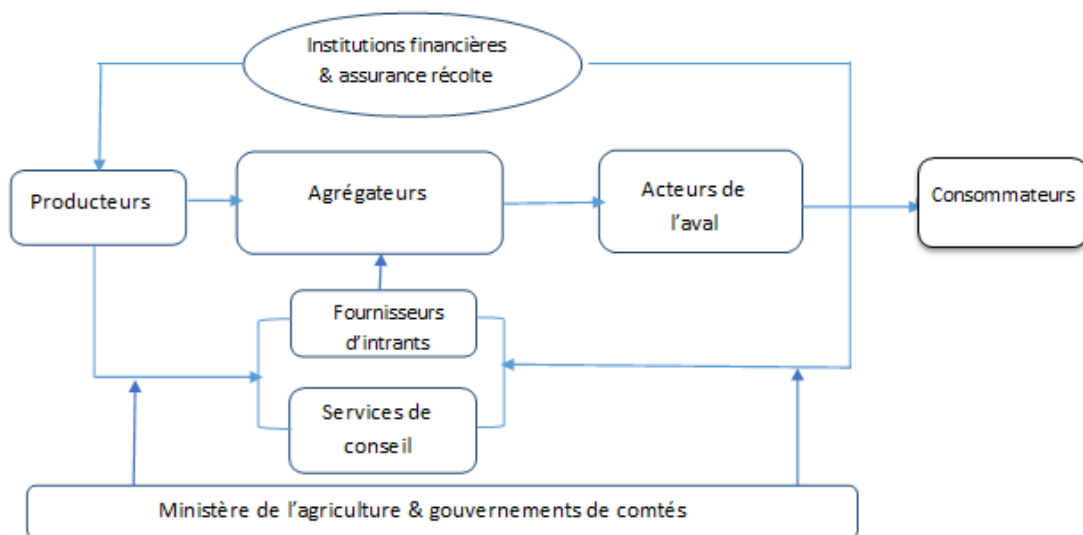 Institutions financières
& assurance récolte
Producteurs
Agrégateurs
Acteurs de
l'aval
Consommateurs
Fournisseurs
d'intrants
Services de
conseil
Ministère de l'agriculture & gouvernements de comtés